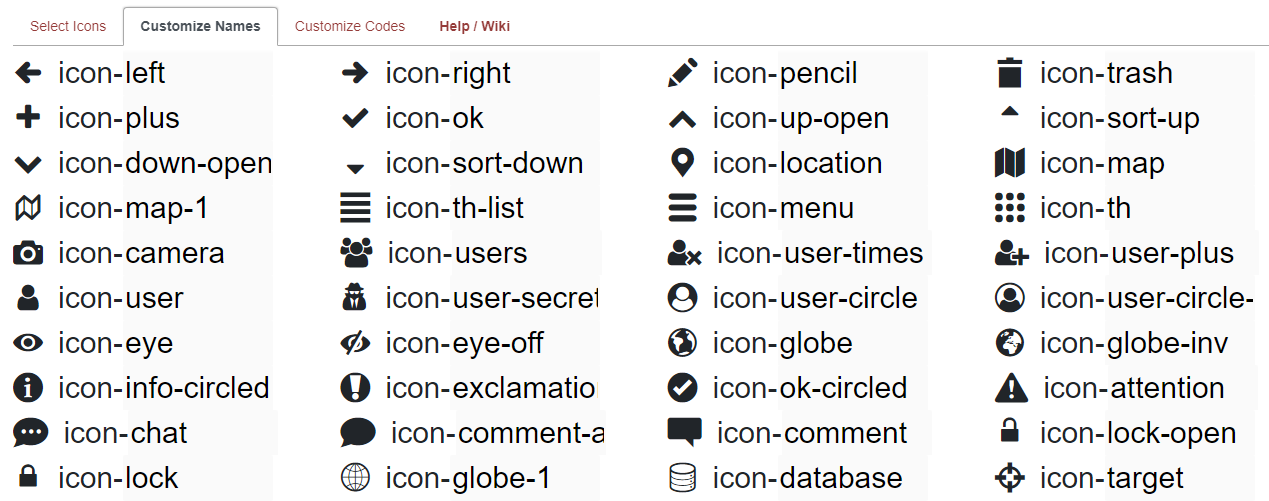 Select Icons Customize Names Customize Codes Help / Wiki
icon-left icon-right icon-pencil icon-trash
icon-plus icon-ok icon-up-open icon-sort-up
icon-down-open icon-sort-down icon-location icon-map
icon-map-1 icon-th-list icon-menu icon-th
icon-camera icon-users icon-user-times icon-user-plus
icon-user icon-user-secret icon-user-circle icon-user-circle-
icon-eye icon-eye-off icon-globe icon-globe-inv
icon-info-circled icon-exclamatio icon-ok-circled icon-attention
icon-chat icon-comment-a icon-comment icon-lock-open
icon-lock icon-globe-1 icon-database icon-target